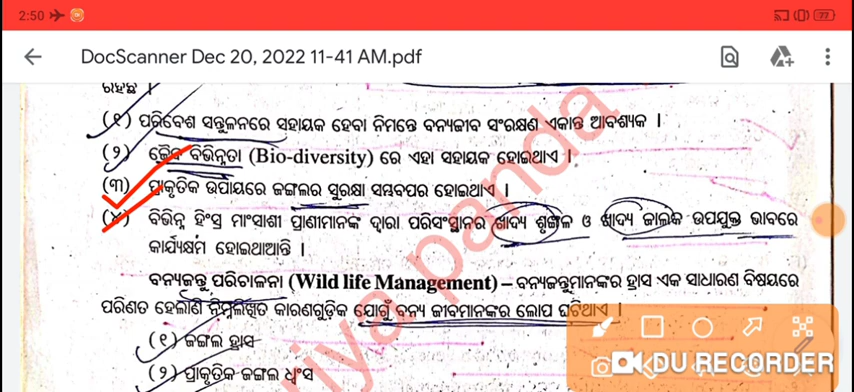 2:50
77
DocScanner Dec 20, 2022 11-41 AM.pdf
ରହିଛି ।
(୧) ପରିବେଶ ସନ୍ତୁଳନରେ ସହାୟକ ହେବା ନିମନ୍ତେ ବନ୍ୟଜୀବ ସଂରକ୍ଷଣ ଏକାନ୍ତ ଆବଶ୍ୟକ ।
(୨) ଜୈବ ବିଭିନ୍ନତା (Bio-diversity) ରେ ଏହା ସହାୟକ ହୋଇଥାଏ ।
(୩) ପ୍ରାକୃତିକ ଉପାୟରେ ଜଙ୍ଗଲର ସୁରକ୍ଷା ସମ୍ଭବପର ହୋଇଥାଏ ।
(୪) ବିଭିନ୍ନ ହିଂସ୍ର ମାଂସାଶୀ ପ୍ରାଣୀମାନଙ୍କ ଦ୍ୱାରା ପରିସଂସ୍ଥାନର ଖାଦ୍ୟ ଶୃଙ୍ଖଳ ଓ ଖାଦ୍ୟ ଜାଲକ ଉପଯୁକ୍ତ ଭାବରେ
କାର୍ଯ୍ୟକ୍ଷମ ହୋଇଥାଆନ୍ତି ।
ବନ୍ୟଜନ୍ତୁ ପରିଚାଳନା (Wild life Management) – ବନ୍ୟଜନ୍ତୁମାନଙ୍କର ହ୍ରାସ ଏକ ସାଧାରଣ ବିଷୟରେ
ପରିଣତ ହେଲାଣି ନିମ୍ନଲିଖିତ କାରଣଗୁଡ଼ିକ ଯୋଗୁଁ ବନ୍ୟ ଜୀବମାନଙ୍କର ଲୋପ ଘଟିଥାଏ ।
(୧) ଜଙ୍ଗଲ ହ୍ରାସ
(୨) ପ୍ରାକୃତିକ ଜଙ୍ଗଲ ଧ୍ୱଂସ
iya panda
DU RECORDER